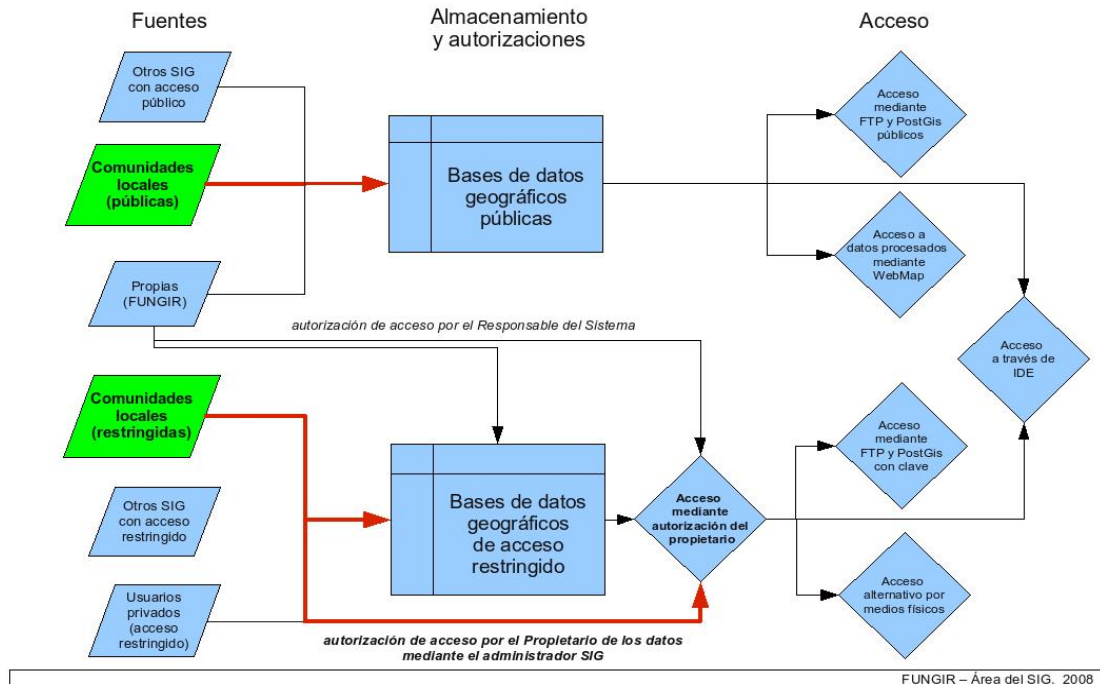 Fuentes
Almacenamiento
y autorizaciones
Acceso
Otros SIG
con acceso
público
Comunidades
locales
(públicas)
Propias
(FUNGIR)
Bases de datos
geográficos
públicas
Acceso
mediante
FTP y PostGis
públicos
Acceso a
datos procesados
mediante
WebMap
autorización de acceso por el Responsable del Sistema
Acceso
a través de
IDE
Comunidades
locales
(restringidas)
Otros SIG
con acceso
restringido
Usuarios
privados
(acceso
restringido)
Bases de datos
geográficos
de acceso
restringido
Acceso
mediante
autorización del
propietario
Acceso
mediante
FTP y PostGis
con clave
Acceso
alternativo por
medios físicos
autorización de acceso por el Propietario de los datos
mediante el administrador SIG
FUNGIR – Área del SIG, 2008